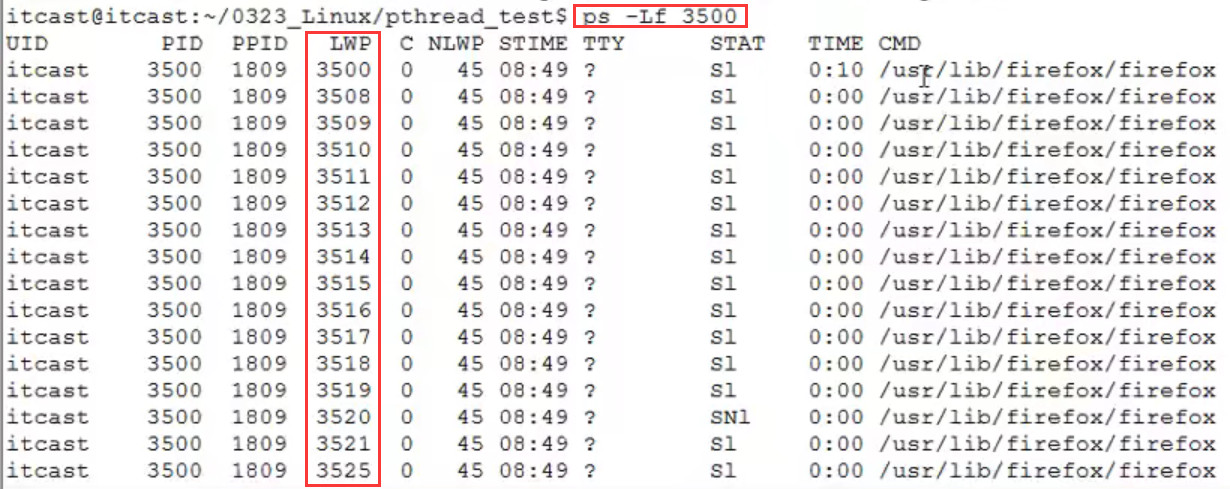 itcast@itcast:~/0323_Linux/pthread_test$ ps -Lf 3500
UID PID PPID LWP C NLWP STIME TTY STAT TIME CMD
itcast 3500 1809 3500 0 45 08:49 ? Sl 0:10 /usr/lib/firefox/firefox
itcast 3500 1809 3508 0 45 08:49 ? Sl 0:00 /usr/lib/firefox/firefox
itcast 3500 1809 3509 0 45 08:49 ? Sl 0:00 /usr/lib/firefox/firefox
itcast 3500 1809 3510 0 45 08:49 ? Sl 0:00 /usr/lib/firefox/firefox
itcast 3500 1809 3511 0 45 08:49 ? Sl 0:00 /usr/lib/firefox/firefox
itcast 3500 1809 3512 0 45 08:49 ? Sl 0:00 /usr/lib/firefox/firefox
itcast 3500 1809 3513 0 45 08:49 ? Sl 0:00 /usr/lib/firefox/firefox
itcast 3500 1809 3514 0 45 08:49 ? Sl 0:00 /usr/lib/firefox/firefox
itcast 3500 1809 3515 0 45 08:49 ? Sl 0:00 /usr/lib/firefox/firefox
itcast 3500 1809 3516 0 45 08:49 ? Sl 0:00 /usr/lib/firefox/firefox
itcast 3500 1809 3517 0 45 08:49 ? Sl 0:00 /usr/lib/firefox/firefox
itcast 3500 1809 3518 0 45 08:49 ? Sl 0:00 /usr/lib/firefox/firefox
itcast 3500 1809 3519 0 45 08:49 ? Sl 0:00 /usr/lib/firefox/firefox
itcast 3500 1809 3520 0 45 08:49 ? SNl 0:00 /usr/lib/firefox/firefox
itcast 3500 1809 3521 0 45 08:49 ? Sl 0:00 /usr/lib/firefox/firefox
itcast 3500 1809 3525 0 45 08:49 ? Sl 0:00 /usr/lib/firefox/firefox